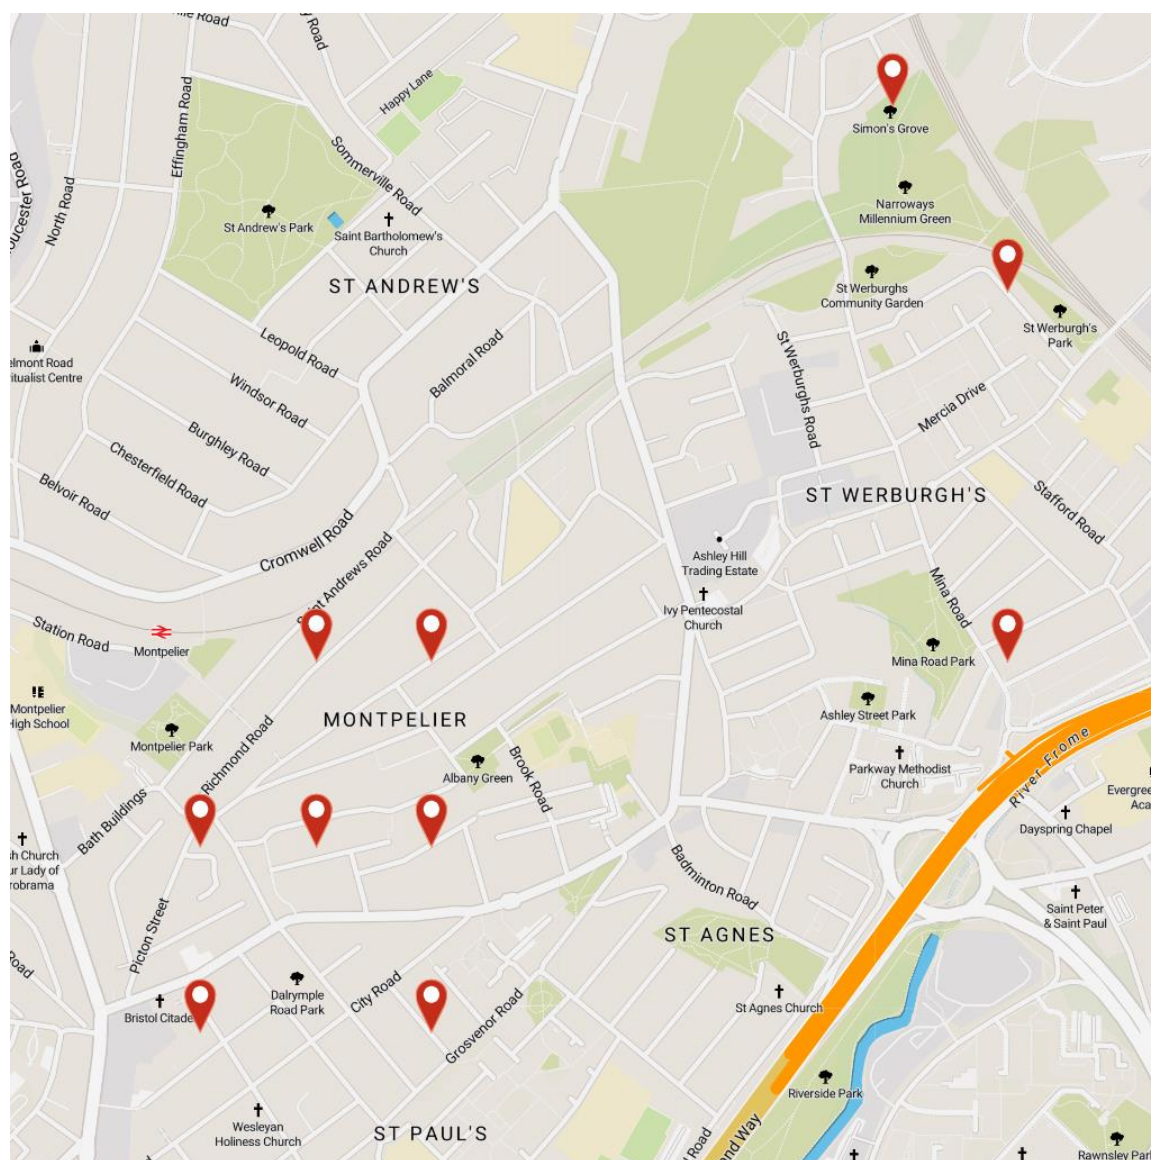 Happy Lane
Effingham Road
Sommerville Road
North Road
Simon's Grove
Narroways
Millennium Green
St Andrew's Park
Saint Bartholomew's
Church
ST ANDREW'S
St Werburghs
Community Garden
St Werburgh's
Park
Leopold Road
Balmoral Road
St Werburghs Road
Windsor Road
Mercia Drive
Burghley Road
Chesterfield Road
Belvoir Road
ST WERBURGH'S
Stafford Road
Cromwell Road
Ashley Hill
Trading Estate
Mina Road
Ivy Pentecostal
Church
Station Road
Montpelier
Mina Road Park
Montpelier
High School
MONTPELIER
Ashley Street Park
Montpelier Park
Richmond Road
Albany Green
Brook Road
Parkway Methodist
Church
River Frome
Bath Buildings
Dayspring Chapel
Badminton Road
Saint Peter
& Saint Paul
Picton Street
ST AGNES
Dalrymple
Road Park
City Road
St Agnes Church
Bristol Citade
Grosvenor Road
Riverside Park
Wesleyan
Holiness Church
ST PAUL'S
Road